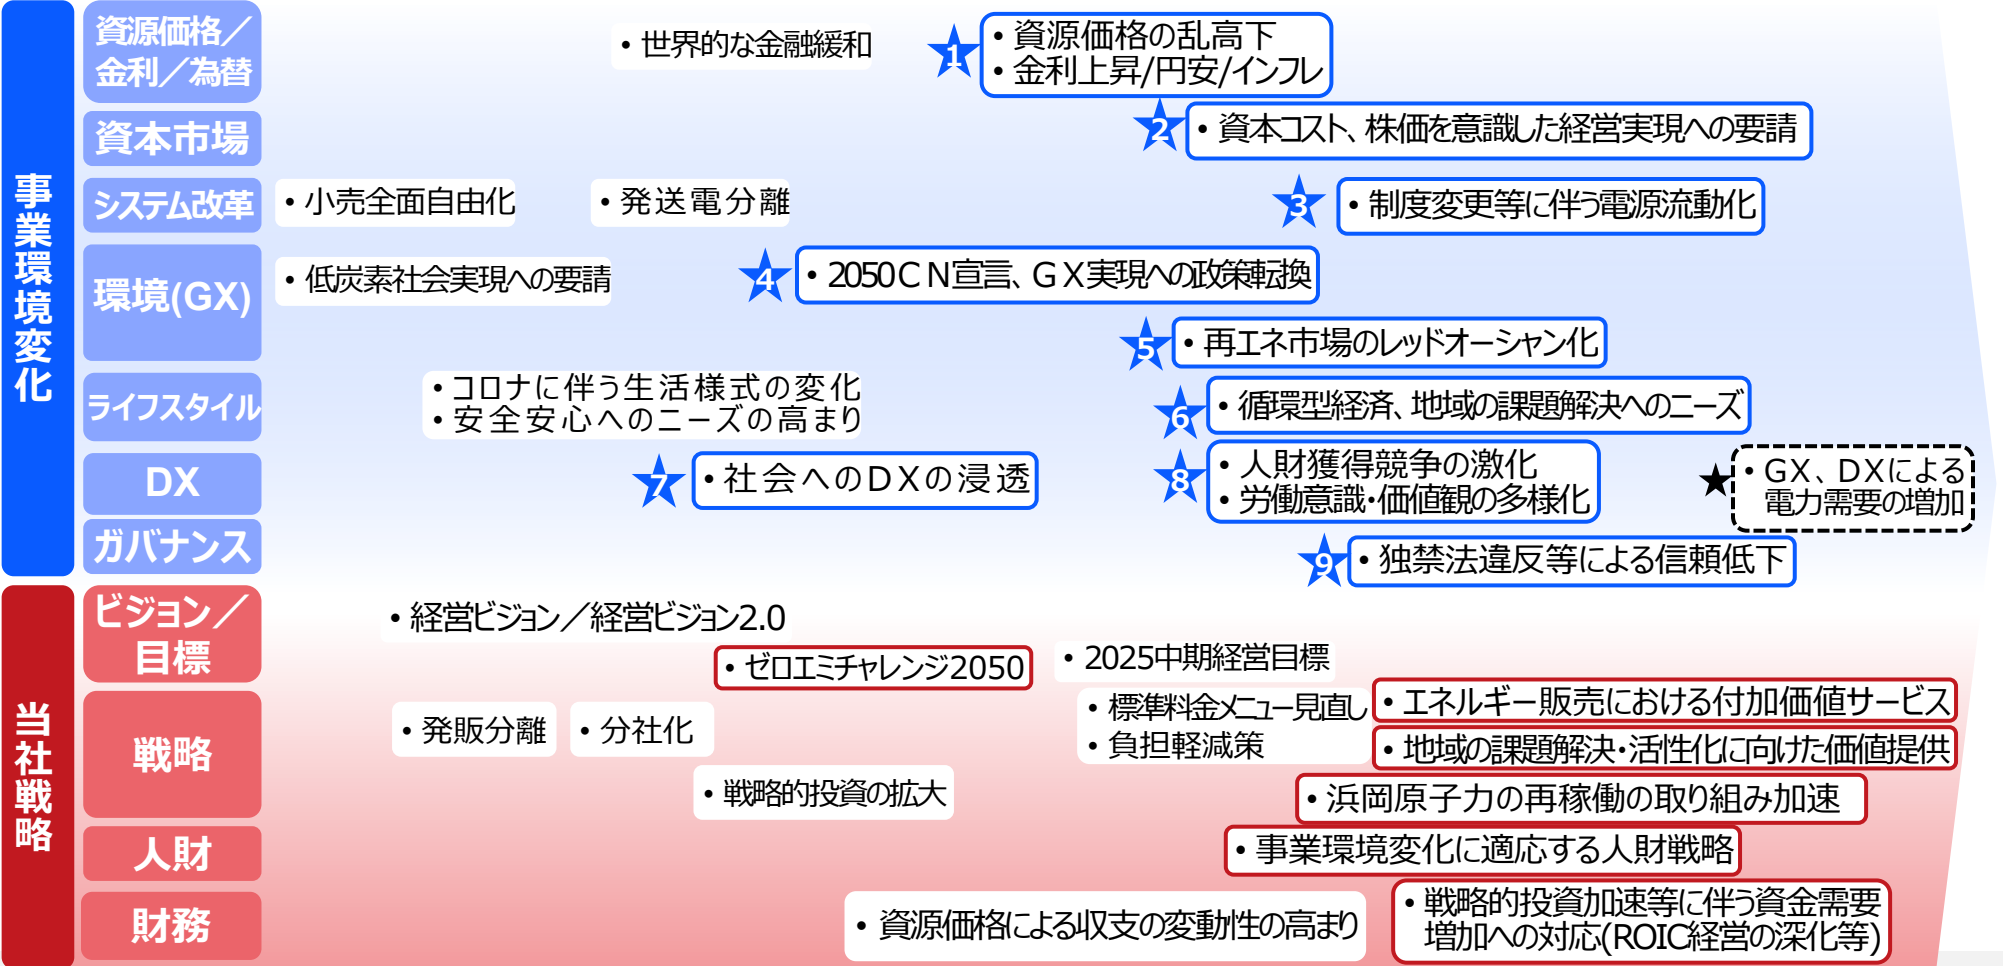 事業環境変化
資源価格／
金利／為替
・世界的な金融緩和
1
・資源価格の乱高下
・金利上昇/円安/インフレ
資本市場
2
・資本コスト、株価を意識した経営実現への要請
システム改革
・小売全面自由化
・発送電分離
3
・制度変更等に伴う電源流動化
環境(GX)
・低炭素社会実現への要請
4
・2050ＣＮ宣言、ＧＸ実現への政策転換
5
・再エネ市場のレッドオーシャン化
ライフスタイル
・コロナに伴う生活様式の変化
・安全安心へのニーズの高まり
6
・循環型経済、地域の課題解決へのニーズ
DX
7
・社会へのＤＸの浸透
8
・人財獲得競争の激化
・労働意識・価値観の多様化
★
・ＧＸ、ＤＸによる
電力需要の増加
ガバナンス
9
・独禁法違反等による信頼低下
当社戦略
ビジョン／
目標
・経営ビジョン／経営ビジョン2.0
・ゼロエミチャレンジ2050
・2025中期経営目標
戦略
・発販分離
・分社化
・戦略的投資の拡大
・標準料金メニュー見直し
・負担軽減策
・エネルギー販売における付加価値サービス
・地域の課題解決・活性化に向けた価値提供
・浜岡原子力の再稼働の取り組み加速
人財
・事業環境変化に適応する人財戦略
財務
・資源価格による収支の変動性の高まり
・戦略的投資加速等に伴う資金需要
増加への対応(ROIC経営の深化等)